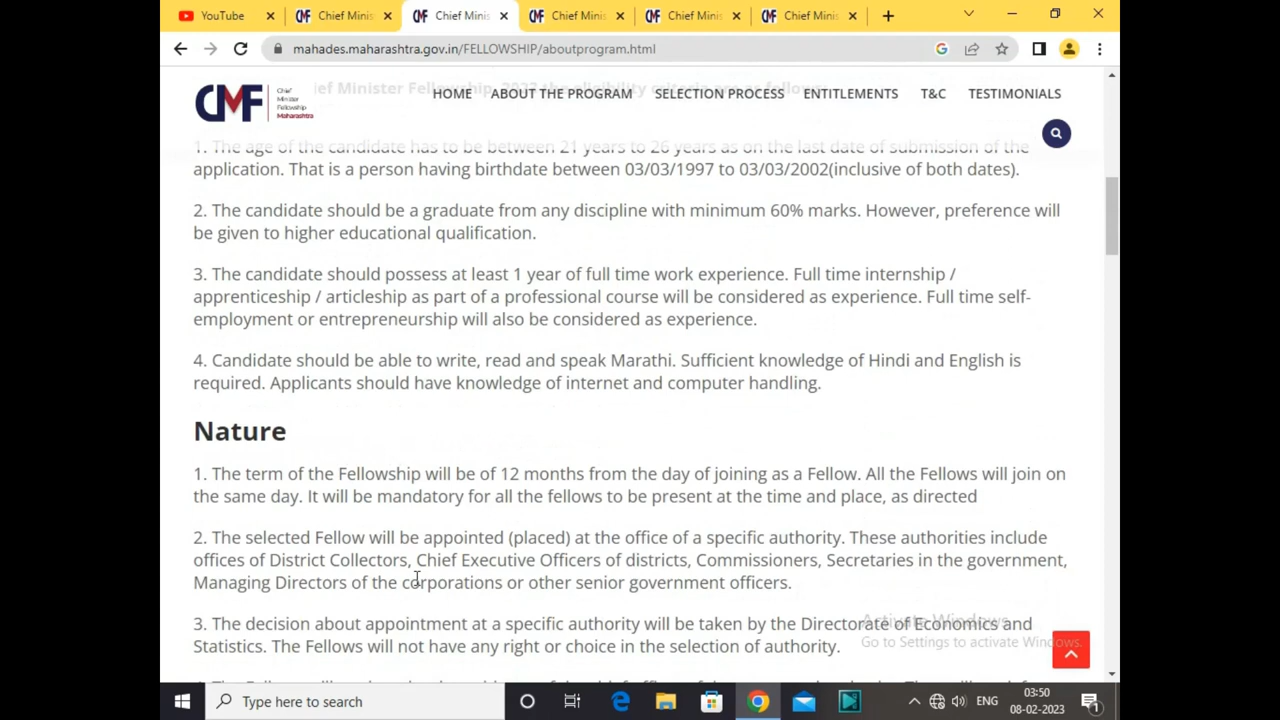 YouTube
Chief Minis
Chief Minis
Chief Minis
Chief Minis
Chief Minis
mahades.maharashtra.gov.in/FELLOWSHIP/aboutprogram.html
CMF
Chief
Minister
Fellowship
Maharashtra
HOME
ABOUT THE PROGRAM
SELECTION PROCESS
ENTITLEMENTS
T&C
TESTIMONIALS
ief Minister Fellowship,
the eligibility criteria
as follows
1. The age of the candidate has to be between 21 years to 26 years as on the last date of submission of the
application. That is a person having birthdate between 03/03/1997 to 03/03/2002(inclusive of both dates).
2. The candidate should be a graduate from any discipline with minimum 60% marks. However, preference will
be given to higher educational qualification.
3. The candidate should possess at least 1 year of full time work experience. Full time internship /
apprenticeship / articleship as part of a professional course will be considered as experience. Full time self-
employment or entrepreneurship will also be considered as experience.
4. Candidate should be able to write, read and speak Marathi. Sufficient knowledge of Hindi and English is
required. Applicants should have knowledge of internet and computer handling.
Nature
1. The term of the Fellowship will be of 12 months from the day of joining as a Fellow. All the Fellows will join on
the same day. It will be mandatory for all the fellows to be present at the time and place, as directed
2. The selected Fellow will be appointed (placed) at the office of a specific authority. These authorities include
offices of District Collectors, Chief Executive Officers of districts, Commissioners, Secretaries in the government,
Managing Directors of the corporations or other senior government officers.
3. The decision about appointment at a specific authority will be taken by the Directorate of Economics and
Statistics. The Fellows will not have any right or choice in the selection of authority.
Activate Windows
Go to Settings to activate Windows.
Type here to search
ENG
03:50
08-02-2023
1